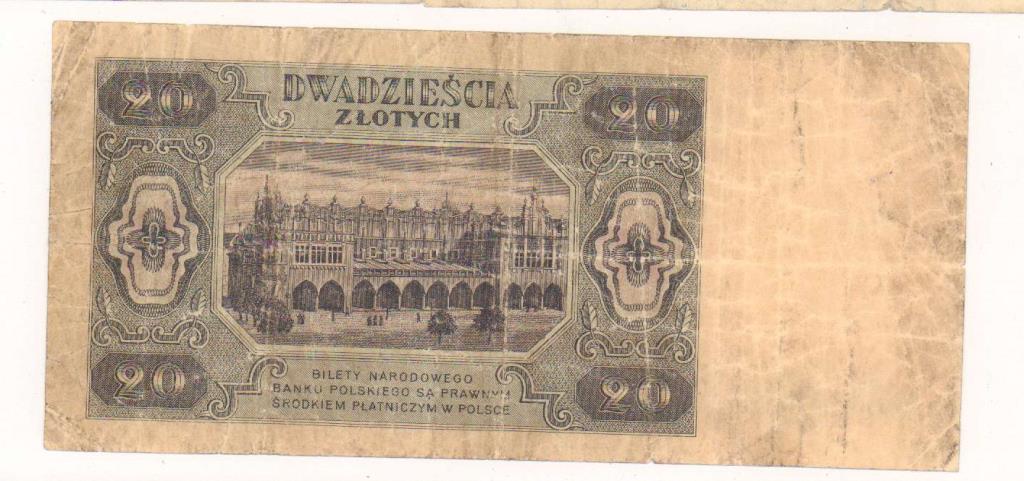 20 DWADZIEŚCIA 20
ZŁOTYCH
20 BILETY NARODOWEGO 20
BANKU POLSKIEGO SĄ PRAWNYM
ŚRODKIEM PŁATNICZYM W POLSCE